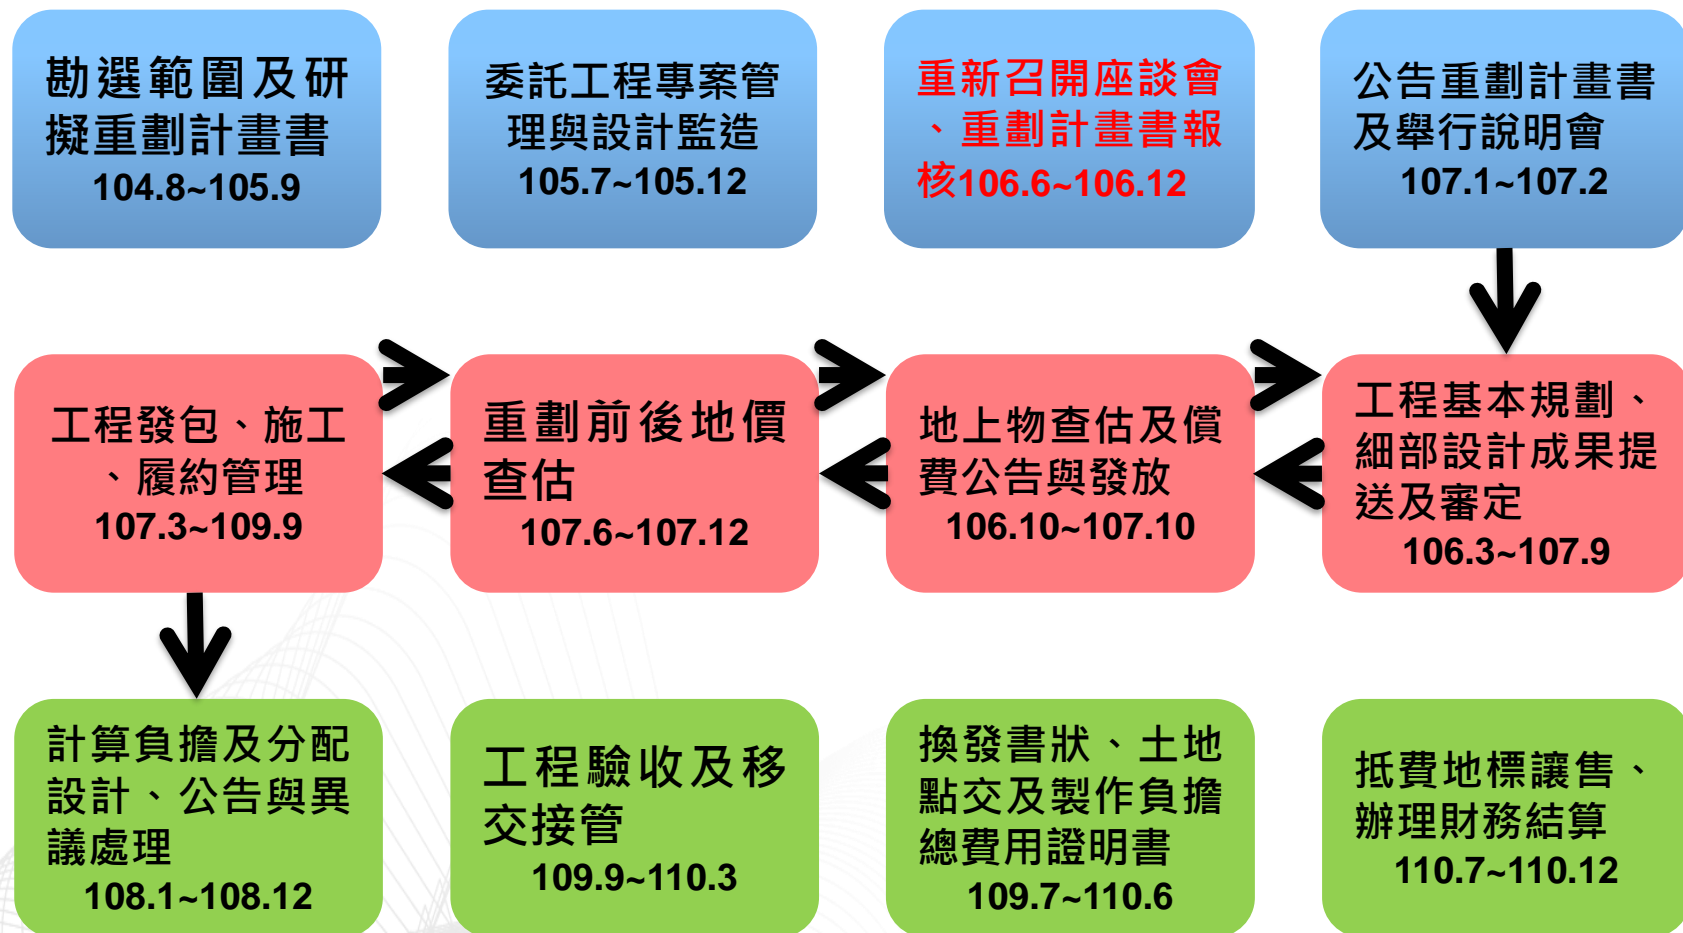 勘選範圍及研
擬重劃計畫書
104.8~105.9
委託工程專案管
理與設計監造
105.7~105.12
重新召開座談會
、重劃計畫書報
核106.6~106.12
公告重劃計畫書
及舉行說明會
107.1~107.2
工程發包、施工
、履約管理
107.3~109.9
重劃前後地價
查估
107.6~107.12
地上物查估及償
費公告與發放
106.10~107.10
工程基本規劃、
細部設計成果提
送及審定
106.3~107.9
計算負擔及分配
設計、公告與異
議處理
108.1~108.12
工程驗收及移
交接管
109.9~110.3
換發書狀、土地
點交及製作負擔
總費用證明書
109.7~110.6
抵費地標讓售、
辦理財務結算
110.7~110.12